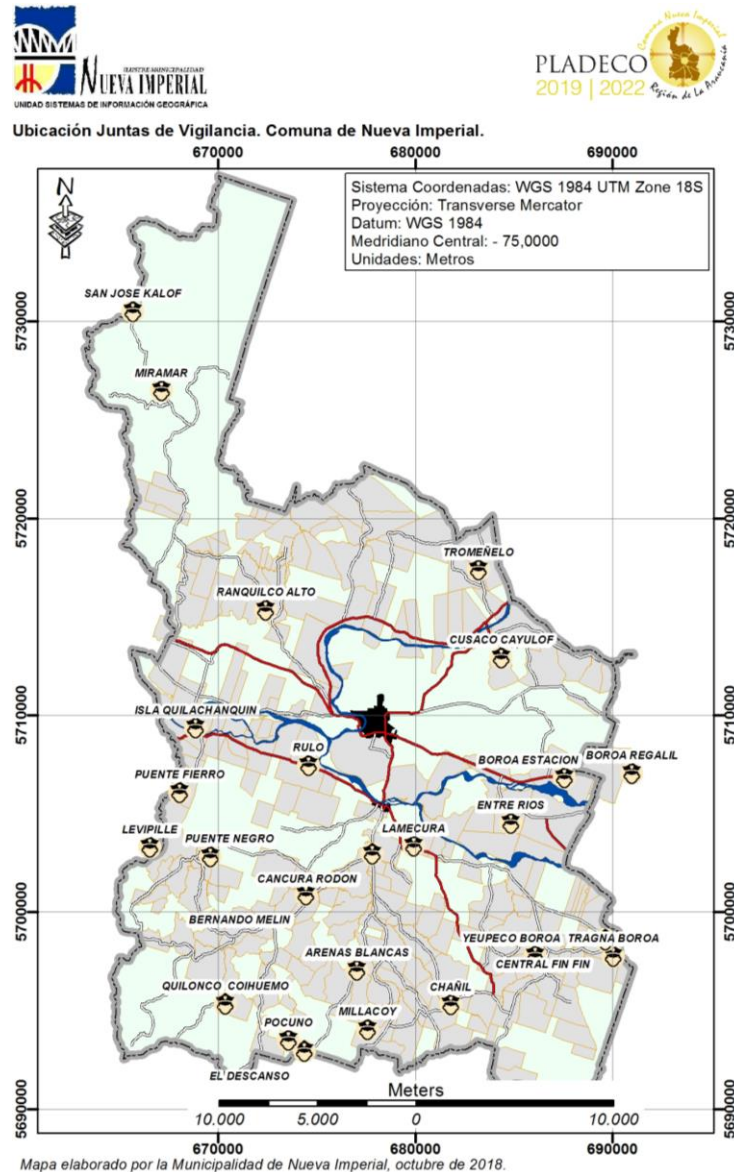 ILUSTRE MUNICIPALIDAD
NUEVA IMPERIAL
UNIDAD SISTEMAS DE INFORMACIÓN GEOGRÁFICA
PLADECO
2019 | 2022
Comuna Nueva Imperial
Región de La Araucanía
Ubicación Juntas de Vigilancia. Comuna de Nueva Imperial.
670000 680000 690000
N
Sistema Coordenadas: WGS 1984 UTM Zone 18S
Proyección: Transverse Mercator
Datum: WGS 1984
Medridiano Central: - 75,0000
Unidades: Metros
SAN JOSE KALOF
5730000 5730000
MIRAMAR
5720000 5720000
TROMEÑELO
RANQUILCO ALTO
CUSACO CAYULOF
ISLA QUILACHANQUIN
5710000 5710000
RULO
BOROA ESTACION
BOROA REGALIL
PUENTE FIERRO
ENTRE RIOS
LEVIPILLE
PUENTE NEGRO
LAMECURA
CANCURA RODON
5700000 5700000
BERNANDO MELIN
YEUPECO BOROA
TRAGNA BOROA
ARENAS BLANCAS
CENTRAL FIN FIN
QUILONCO COIHUEMO
CHAÑIL
MILLACOY
POCUNO
EL DESCANSO
Meters
10.000 5.000 0 10.000
5690000 5690000
670000 680000 690000
Mapa elaborado por la Municipalidad de Nueva Imperial, octubre de 2018.